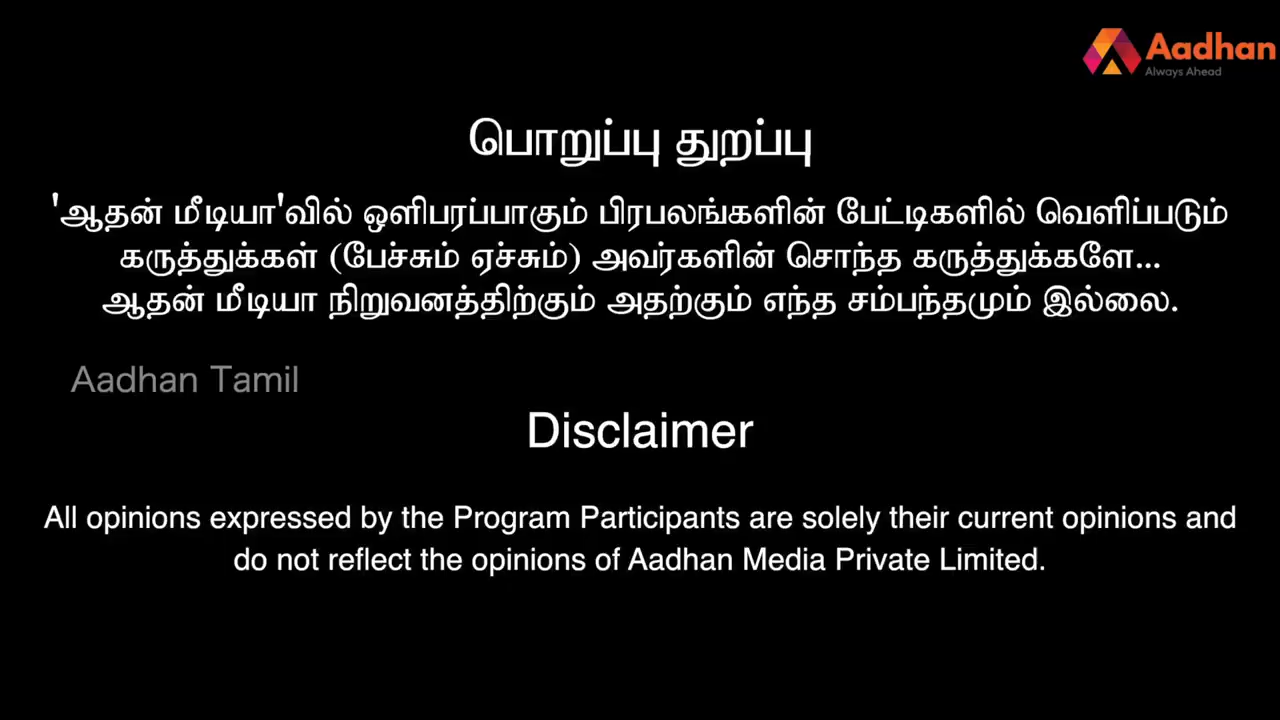 Aadhan
Always Ahead
பொறுப்பு துறப்பு
'ஆதன் மீடியா'வில் ஒளிபரப்பாகும் பிரபலங்களின் பேட்டிகளில் வெளிப்படும்
கருத்துக்கள் (பேச்சும் ஏச்சும்) அவர்களின் சொந்த கருத்துக்களே...
ஆதன் மீடியா நிறுவனத்திற்கும் அதற்கும் எந்த சம்பந்தமும் இல்லை.
Aadhan Tamil
Disclaimer
All opinions expressed by the Program Participants are solely their current opinions and
do not reflect the opinions of Aadhan Media Private Limited.